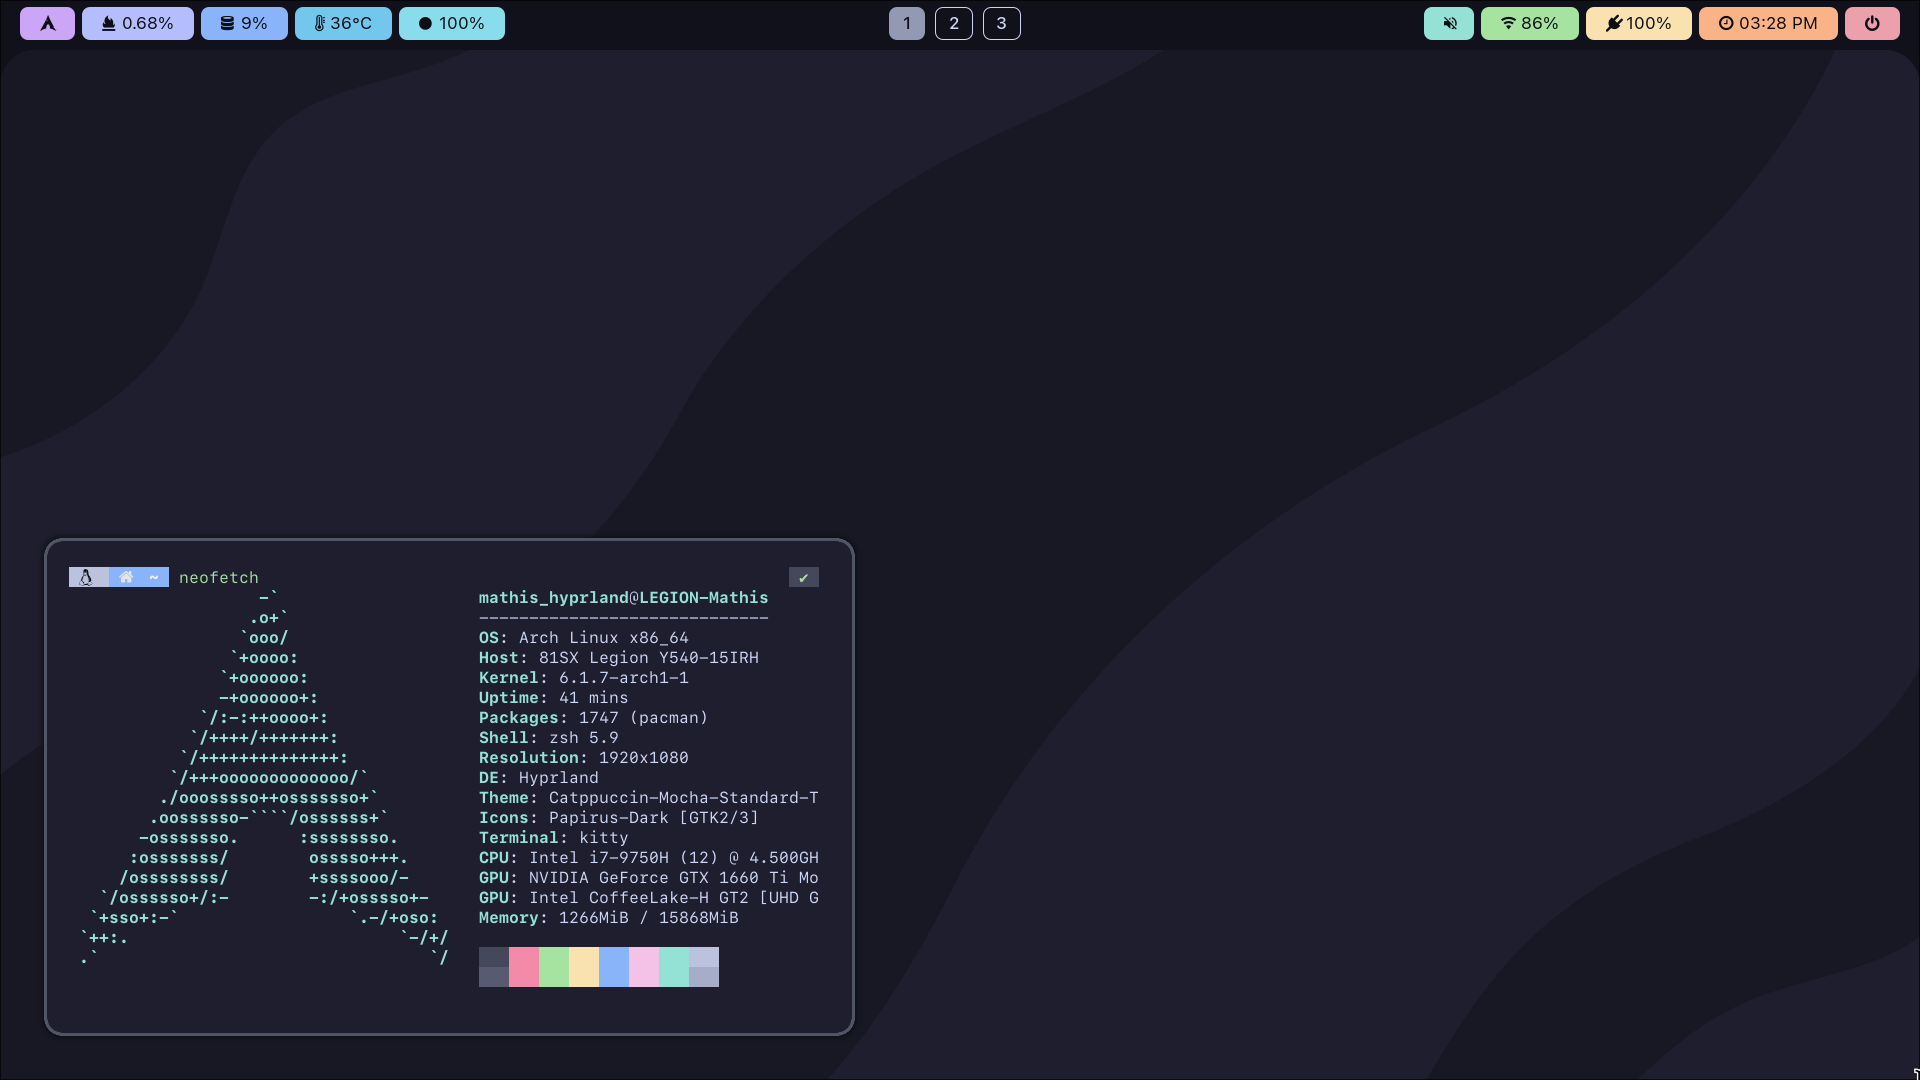 0.68% 9% 36°C 100% 1 2 3 86% 100% 03:28 PM
~ neofetch ✔
-`
.o+` mathis_hyprland@LEGION-Mathis
`ooo/ -----------------------------
`+oooo: OS: Arch Linux x86_64
`+oooooo: Host: 81SX Legion Y540-15IRH
-+oooooo+: Kernel: 6.1.7-arch1-1
`/:-:++oooo+: Uptime: 41 mins
`/++++/+++++++: Packages: 1747 (pacman)
`/++++++++++++++: Shell: zsh 5.9
`/+++ooooooooooooo/` Resolution: 1920x1080
./ooosssso++osssssso+` DE: Hyprland
.oossssso-````/ossssss+` Theme: Catppuccin-Mocha-Standard-T
-osssssso. :ssssssso. Icons: Papirus-Dark [GTK2/3]
:osssssss/ osssso+++. Terminal: kitty
/ossssssss/ +ssssooo/- CPU: Intel i7-9750H (12) @ 4.500GH
`/ossssso+/:- -:/+osssso+- GPU: NVIDIA GeForce GTX 1660 Ti Mo
`+sso+:-` `.-/+oso: GPU: Intel CoffeeLake-H GT2 [UHD G
`++:. `-/+/ Memory: 1266MiB / 15868MiB
.` `/